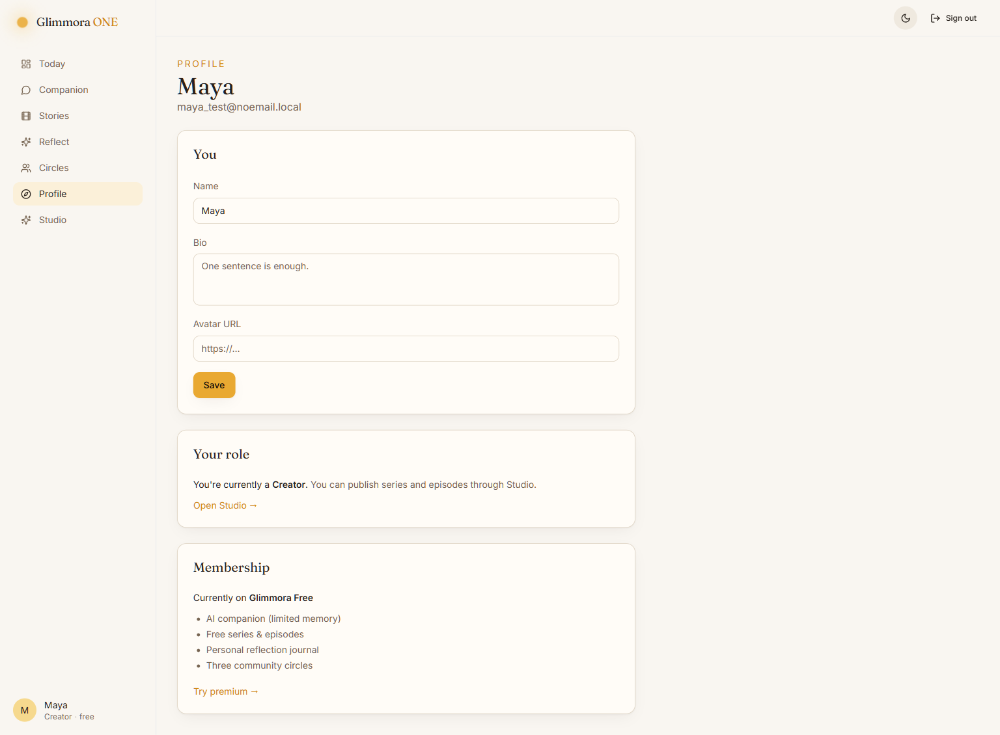 Glimmora ONE
Sign out
Today
Companion
Stories
Reflect
Circles
Profile
Studio
PROFILE
Maya
maya_test@noemail.local
You
Name
Maya
Bio
One sentence is enough.
Avatar URL
https://...
Save
Your role
You're currently a Creator. You can publish series and episodes through Studio.
Open Studio →
Membership
Currently on Glimmora Free
• AI companion (limited memory)
• Free series & episodes
• Personal reflection journal
• Three community circles
Try premium →
M
Maya
Creator · free